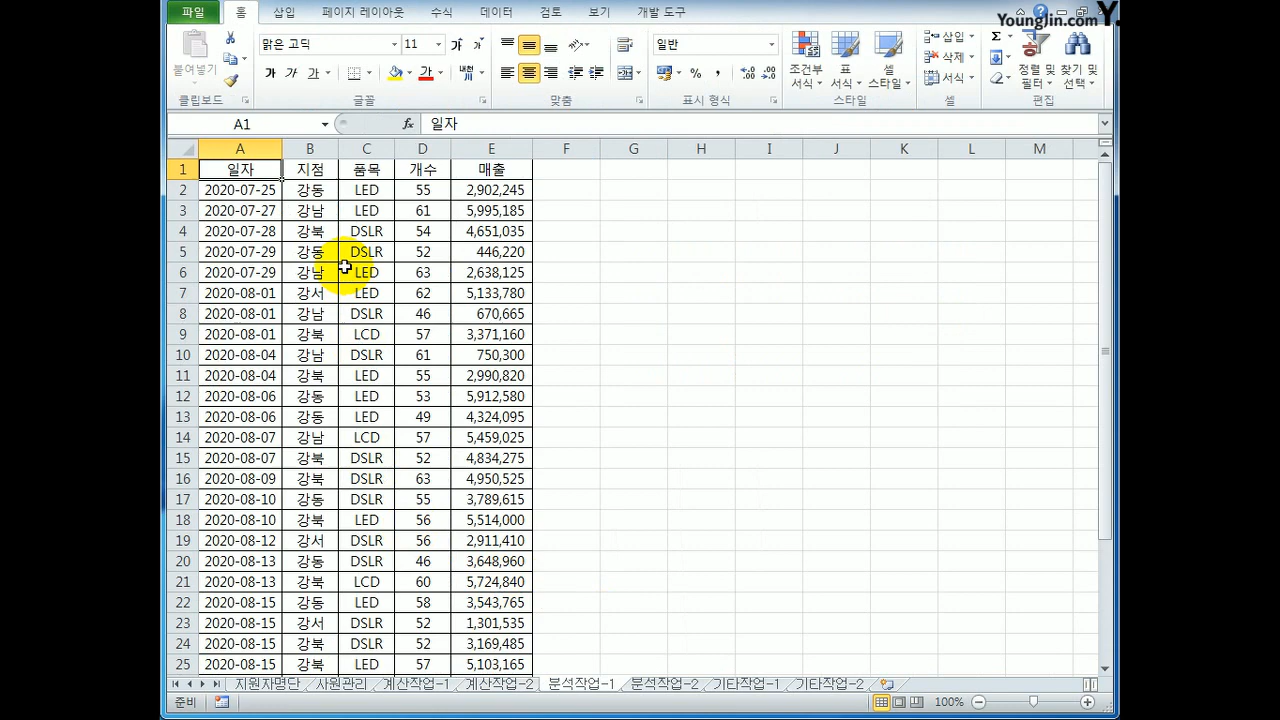 파일 홈 삽입 페이지 레이아웃 수식 데이터 검토 보기 개발 도구
YoungJin.com Y.
붙여넣기 맑은 고딕 11 가 가 일반 조건부 서식 표 서식 셀 스타일 삽입 삭제 서식 Σ 정렬 및 필터 찾기 및 선택
가 가 가 가 내천 % , .0 .00 .00 .0
클립보드 글꼴 맞춤 표시 형식 스타일 셀 편집
A1 fx 일자
A B C D E F G H I J K L M
1 일자 지점 품목 개수 매출
2 2020-07-25 강동 LED 55 2,902,245
3 2020-07-27 강남 LED 61 5,995,185
4 2020-07-28 강북 DSLR 54 4,651,035
5 2020-07-29 강동 DSLR 52 446,220
6 2020-07-29 강남 LED 63 2,638,125
7 2020-08-01 강서 LED 62 5,133,780
8 2020-08-01 강남 DSLR 46 670,665
9 2020-08-01 강북 LCD 57 3,371,160
10 2020-08-04 강남 DSLR 61 750,300
11 2020-08-04 강북 LED 55 2,990,820
12 2020-08-06 강동 LED 53 5,912,580
13 2020-08-06 강동 LED 49 4,324,095
14 2020-08-07 강남 LCD 57 5,459,025
15 2020-08-07 강북 DSLR 52 4,834,275
16 2020-08-09 강북 DSLR 63 4,950,525
17 2020-08-10 강동 DSLR 55 3,789,615
18 2020-08-10 강북 LED 56 5,514,000
19 2020-08-12 강서 DSLR 56 2,911,410
20 2020-08-13 강동 DSLR 46 3,648,960
21 2020-08-13 강북 LCD 60 5,724,840
22 2020-08-15 강동 LED 58 3,543,765
23 2020-08-15 강서 DSLR 52 1,301,535
24 2020-08-15 강북 DSLR 52 3,169,485
25 2020-08-15 강북 LED 57 5,103,165
지원자명단 사원관리 계산작업-1 계산작업-2 분석작업-1 분석작업-2 기타작업-1 기타작업-2
준비 100%